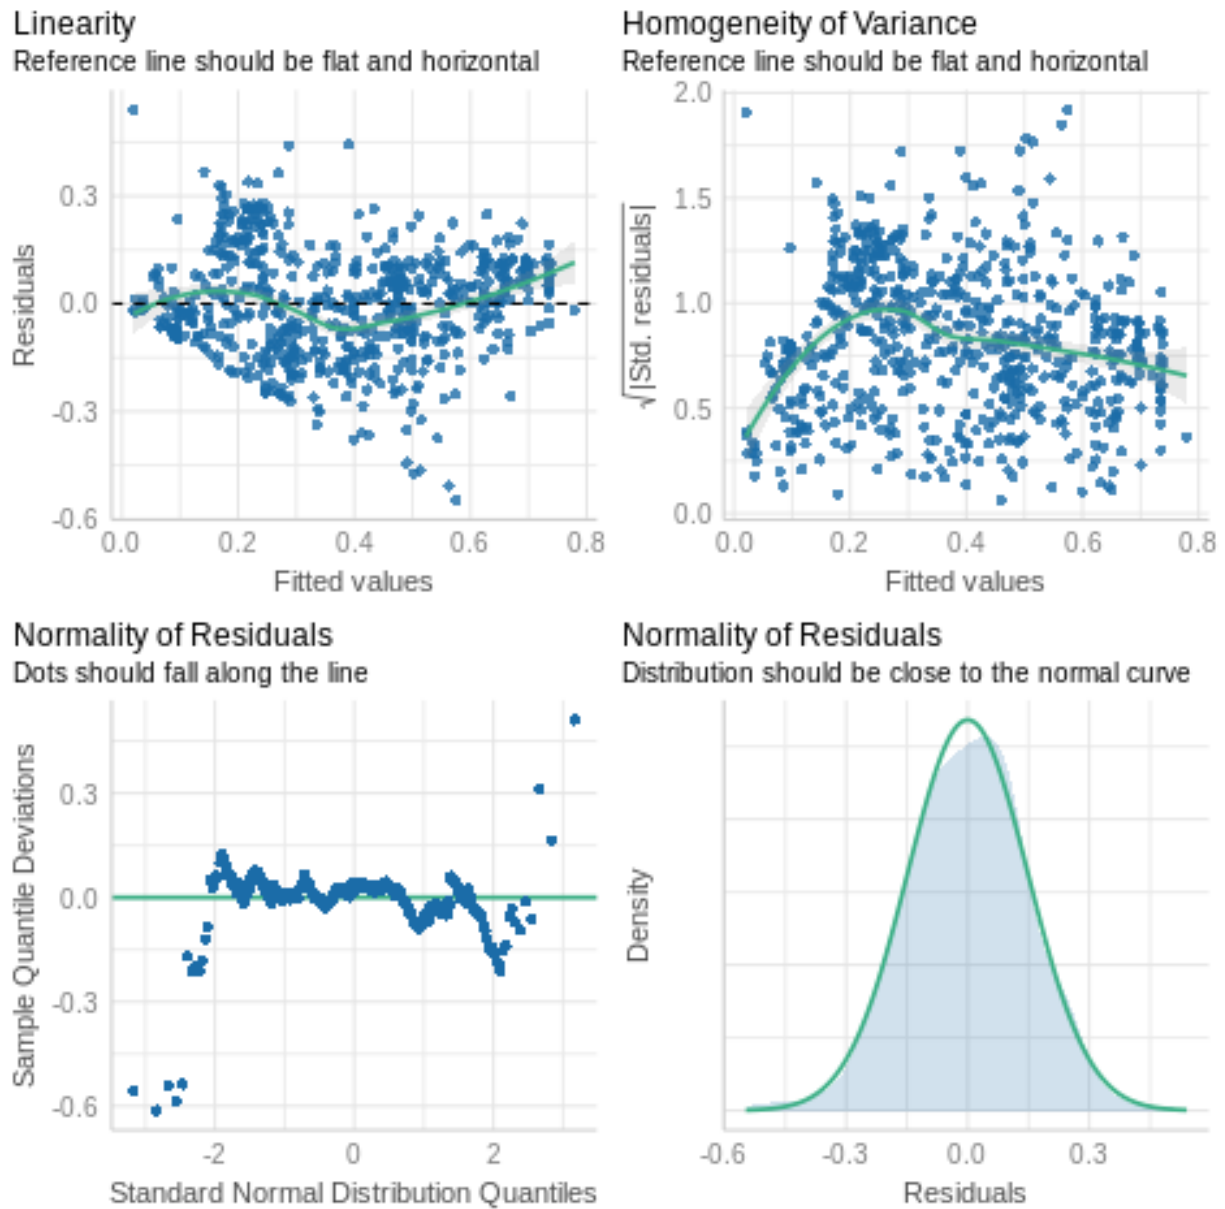 Linearity
Reference line should be flat and horizontal
Residuals
0.3
0.0
-0.3
-0.6
0.0 0.2 0.4 0.6 0.8
Fitted values
Homogeneity of Variance
Reference line should be flat and horizontal
√|Std. residuals|
2.0
1.5
1.0
0.5
0.0
0.0 0.2 0.4 0.6 0.8
Fitted values
Normality of Residuals
Dots should fall along the line
Sample Quantile Deviations
0.3
0.0
-0.3
-0.6
-2 0 2
Standard Normal Distribution Quantiles
Normality of Residuals
Distribution should be close to the normal curve
Density
-0.6 -0.3 0.0 0.3
Residuals